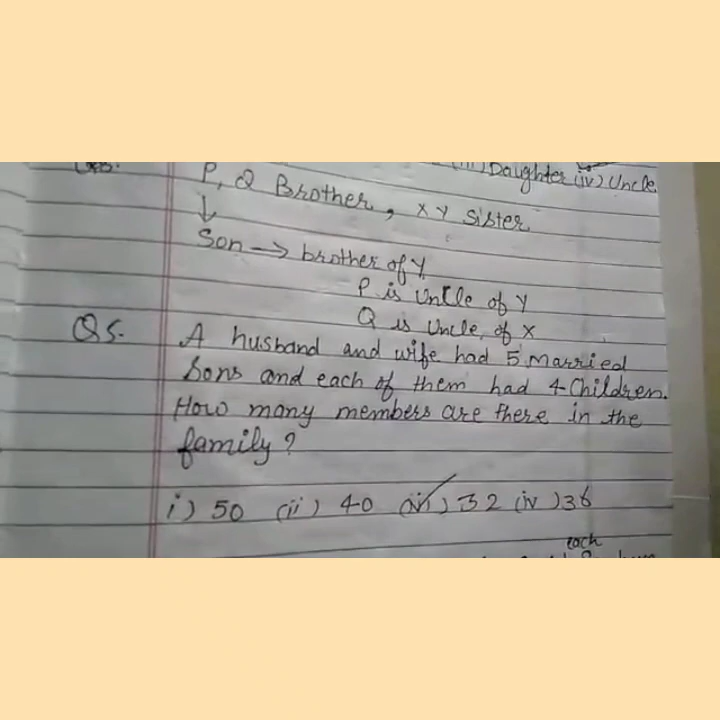 (iii) Daughter (iv) Uncle
P, Q Brother, X Y Sister
↓
Son → brother of Y
P is Uncle of Y
Q is Uncle of X
Q5. A husband and wife had 5 married
Sons and each of them had 4 Children.
How many members are there in the
family?
i) 50 (ii) 40 (iii) 32 (iv) 36
each